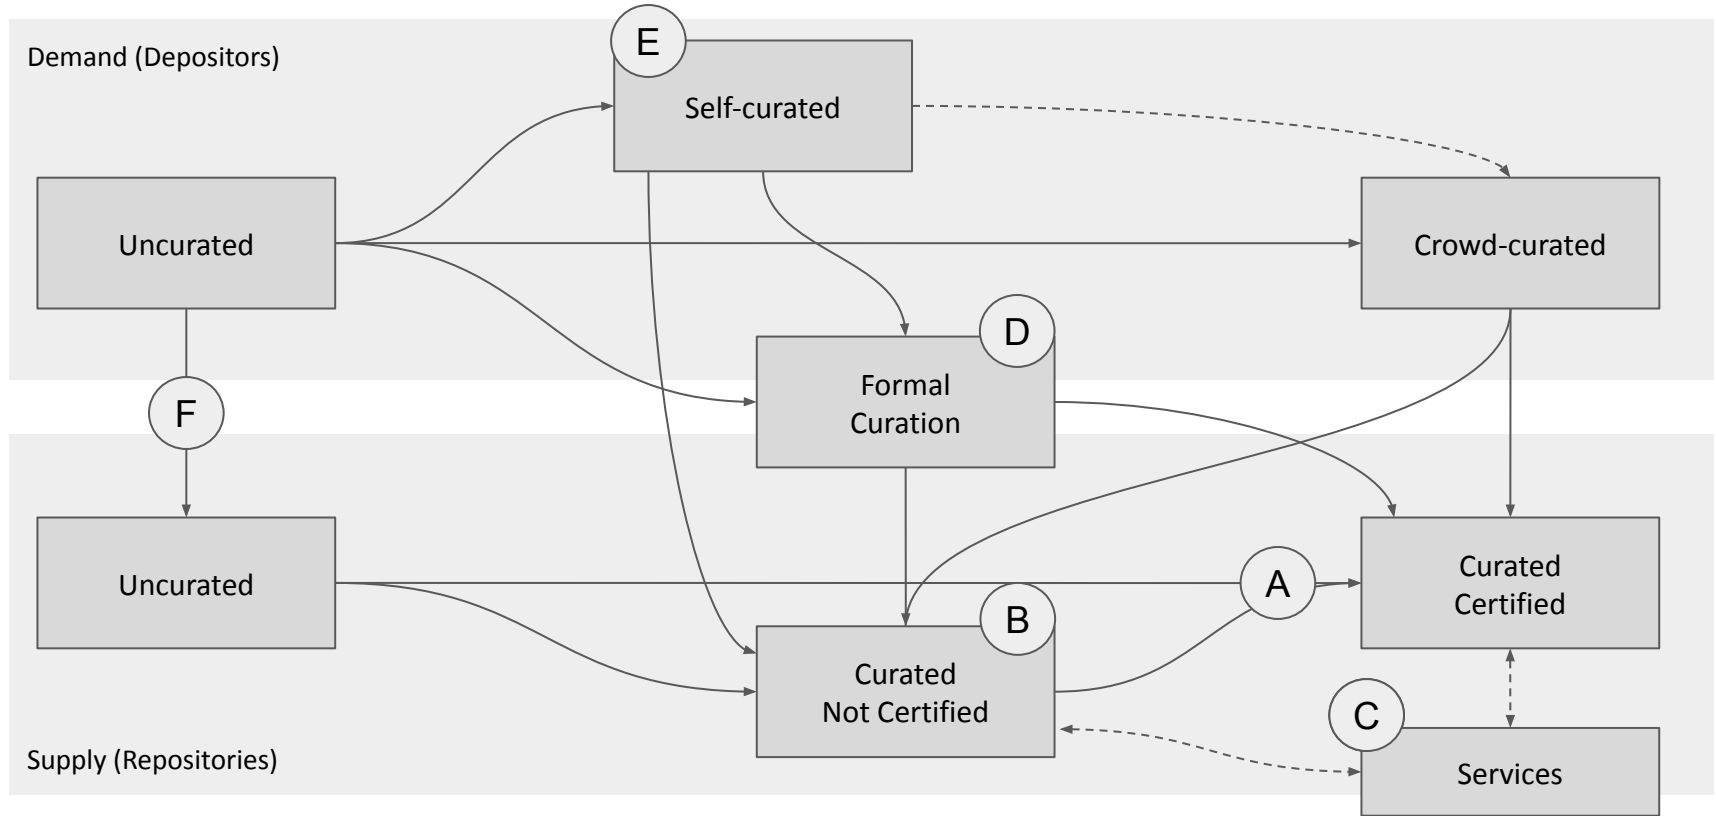 Demand (Depositors)
E
Self-curated
Uncurated
Crowd-curated
D
Formal
Curation
F
Uncurated
A
Curated
Certified
B
Curated
Not Certified
C
Services
Supply (Repositories)